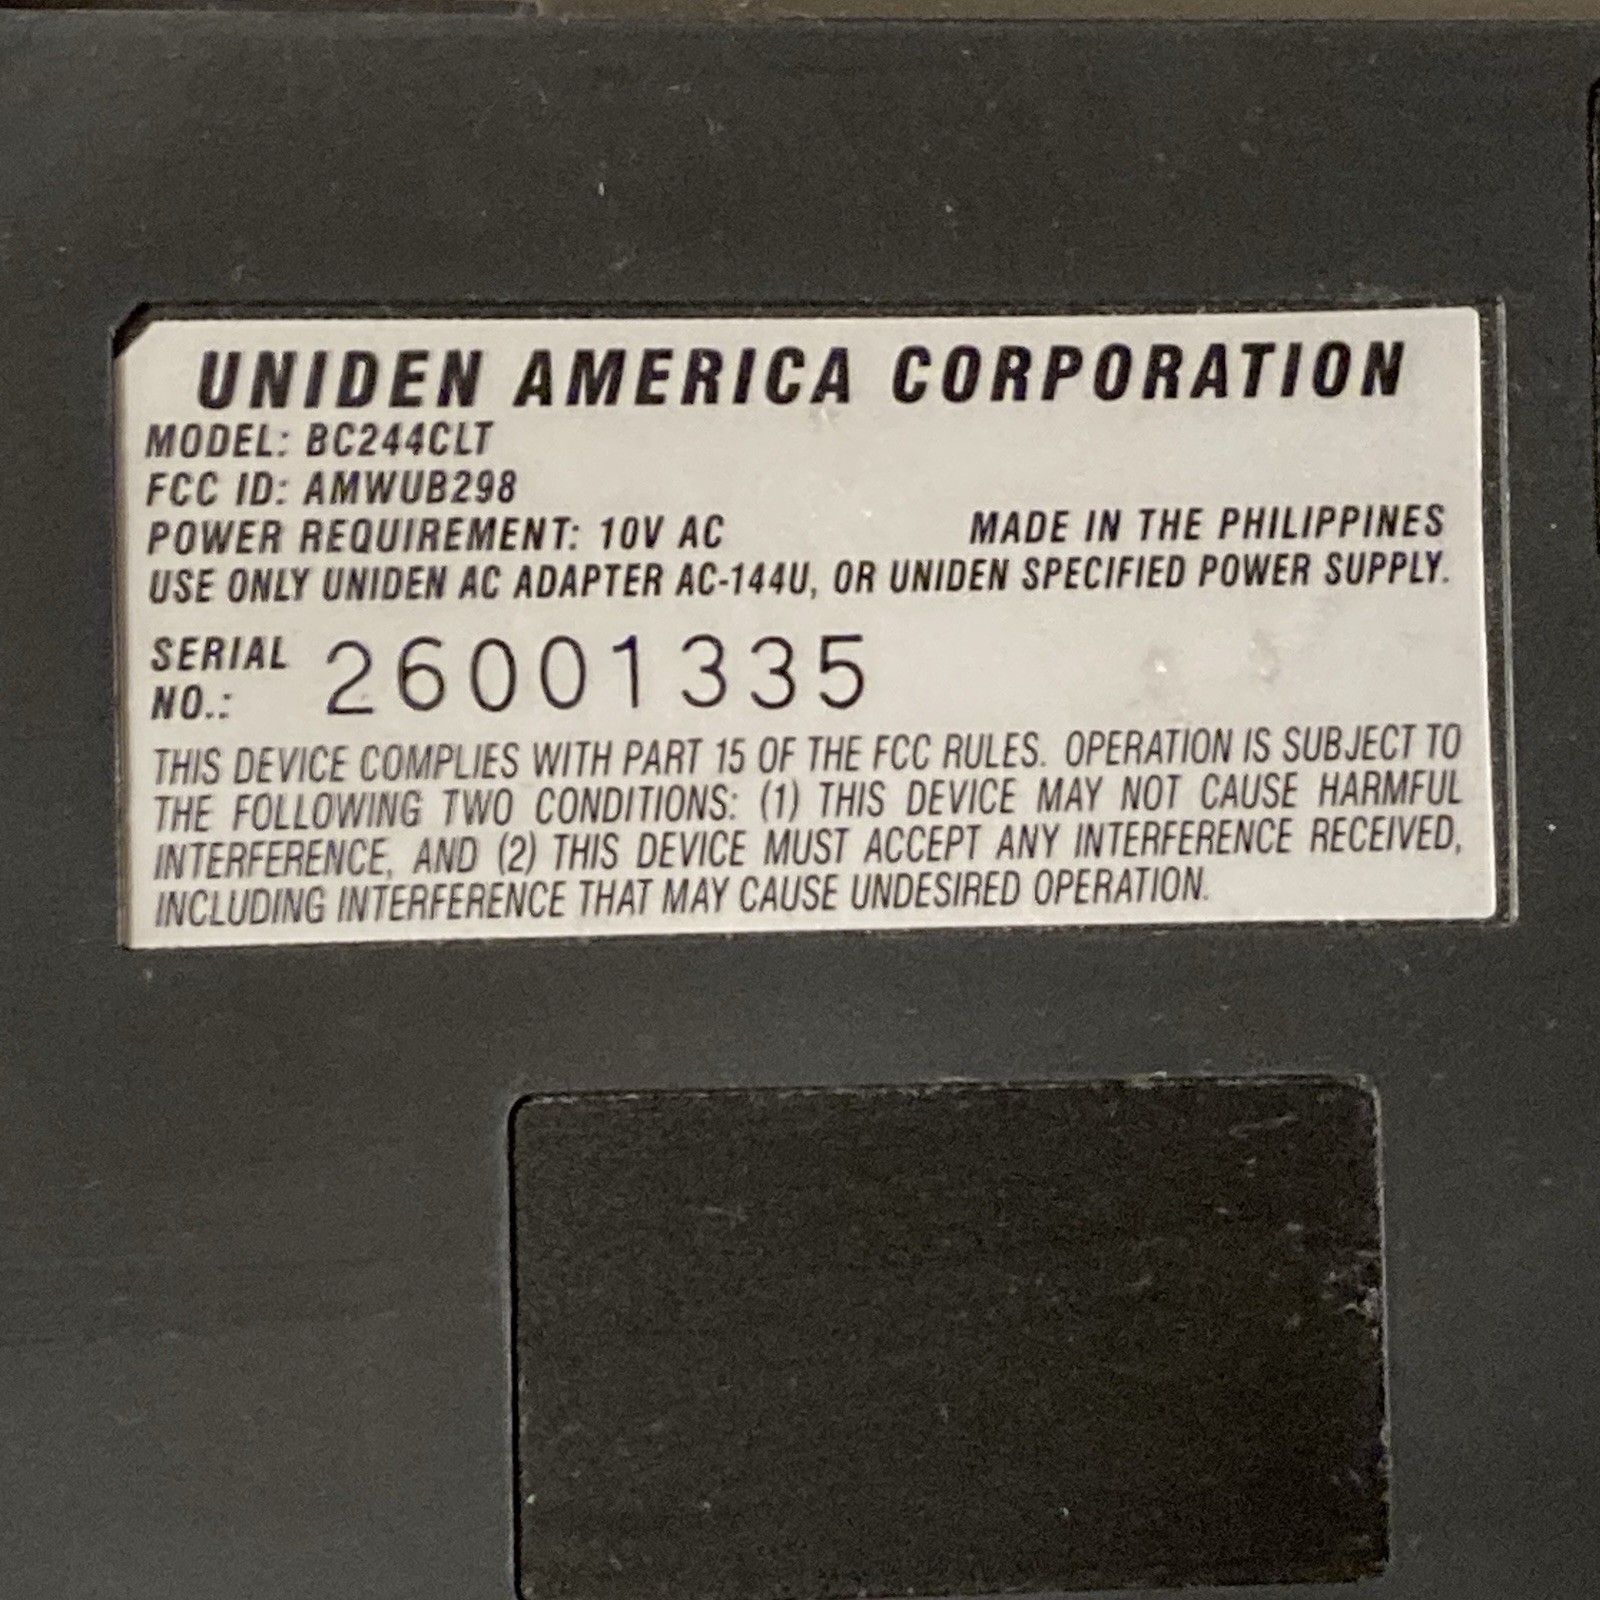 UNIDEN AMERICA CORPORATION
MODEL: BC244CLT
FCC ID: AMWUB298
POWER REQUIREMENT: 10V AC MADE IN THE PHILIPPINES
USE ONLY UNIDEN AC ADAPTER AC-144U, OR UNIDEN SPECIFIED POWER SUPPLY.
SERIAL NO.: 26001335
THIS DEVICE COMPLIES WITH PART 15 OF THE FCC RULES. OPERATION IS SUBJECT TO
THE FOLLOWING TWO CONDITIONS: (1) THIS DEVICE MAY NOT CAUSE HARMFUL
INTERFERENCE, AND (2) THIS DEVICE MUST ACCEPT ANY INTERFERENCE RECEIVED,
INCLUDING INTERFERENCE THAT MAY CAUSE UNDESIRED OPERATION.